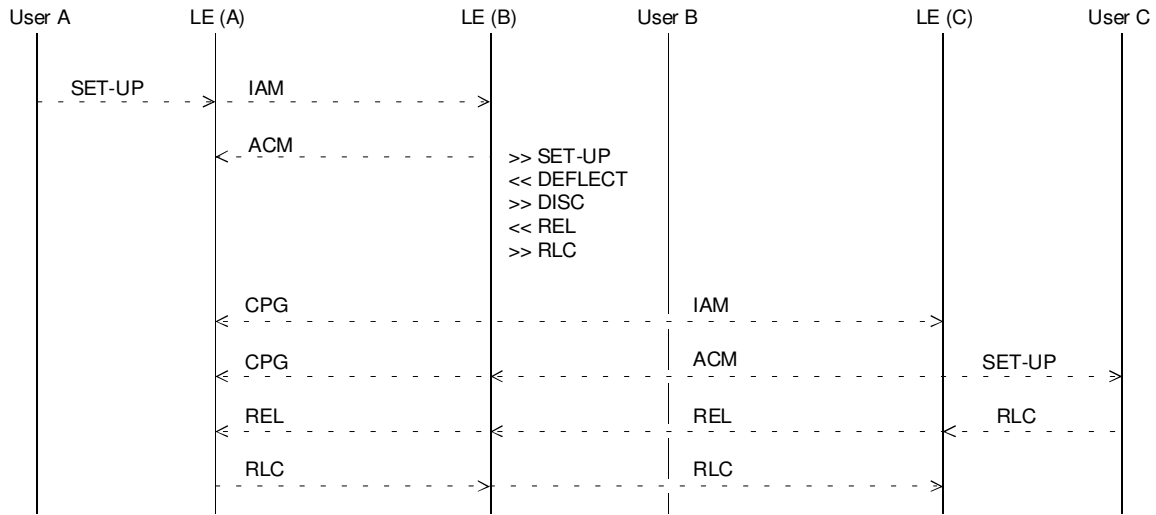 User A LE (A) LE (B) User B LE (C) User C
SET-UP IAM
ACM
>> SET-UP
<< DEFLECT
>> DISC
<< REL
>> RLC
CPG IAM
CPG ACM SET-UP
REL REL RLC
RLC RLC